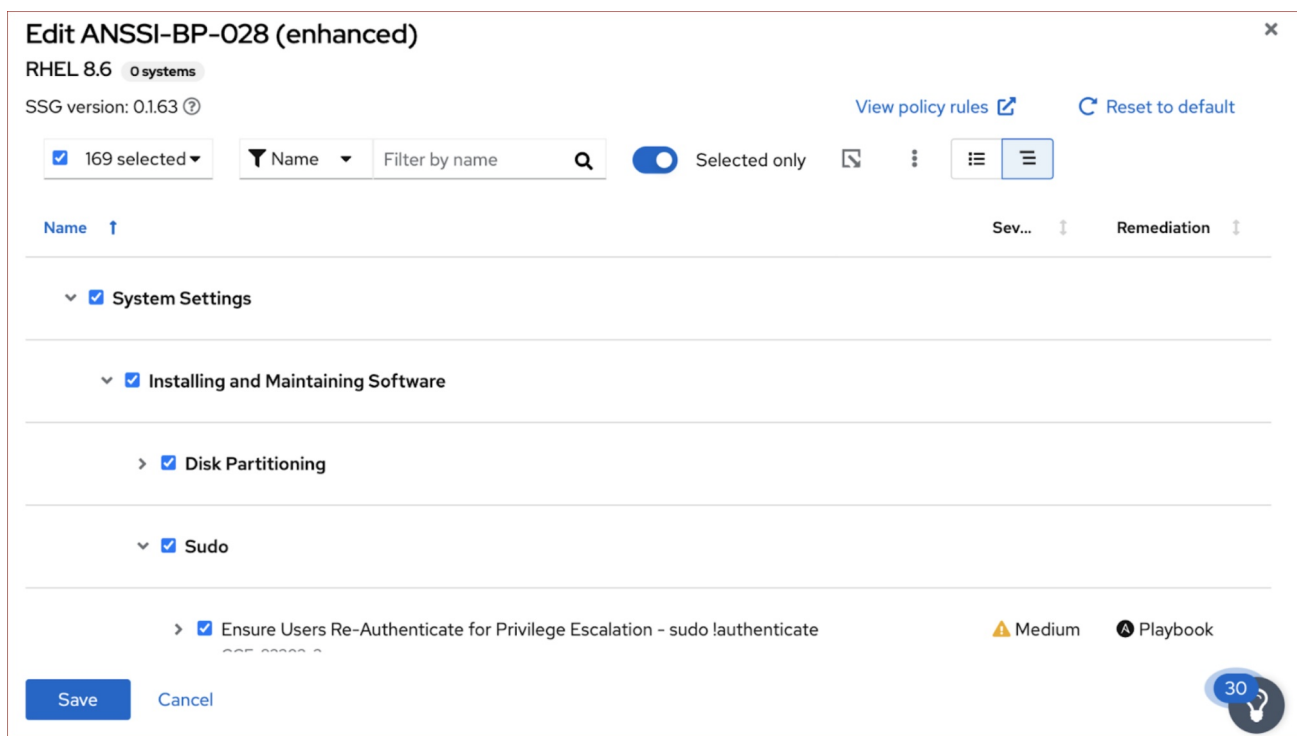 Edit ANSSI-BP-028 (enhanced)
RHEL 8.6 0 systems
SSG version: 0.1.63
View policy rules Reset to default
169 selected Name Filter by name Selected only
Name Sev... Remediation
System Settings
Installing and Maintaining Software
Disk Partitioning
Sudo
Ensure Users Re-Authenticate for Privilege Escalation - sudo !authenticate Medium Playbook
Save Cancel 30